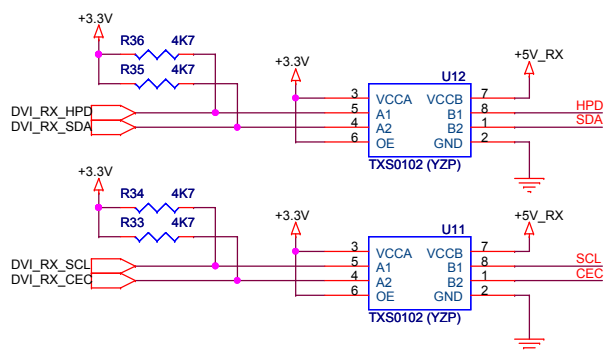 +3.3V
R36 4K7
R35 4K7
+3.3V
U12
+5V_RX
DVI_RX_HPD
DVI_RX_SDA
3 VCCA VCCB 7
5 A1 B1 8 HPD
4 A2 B2 1 SDA
6 OE GND 2
TXS0102 (YZP)
+3.3V
R34 4K7
R33 4K7
+3.3V
U11
+5V_RX
DVI_RX_SCL
DVI_RX_CEC
3 VCCA VCCB 7
5 A1 B1 8 SCL
4 A2 B2 1 CEC
6 OE GND 2
TXS0102 (YZP)